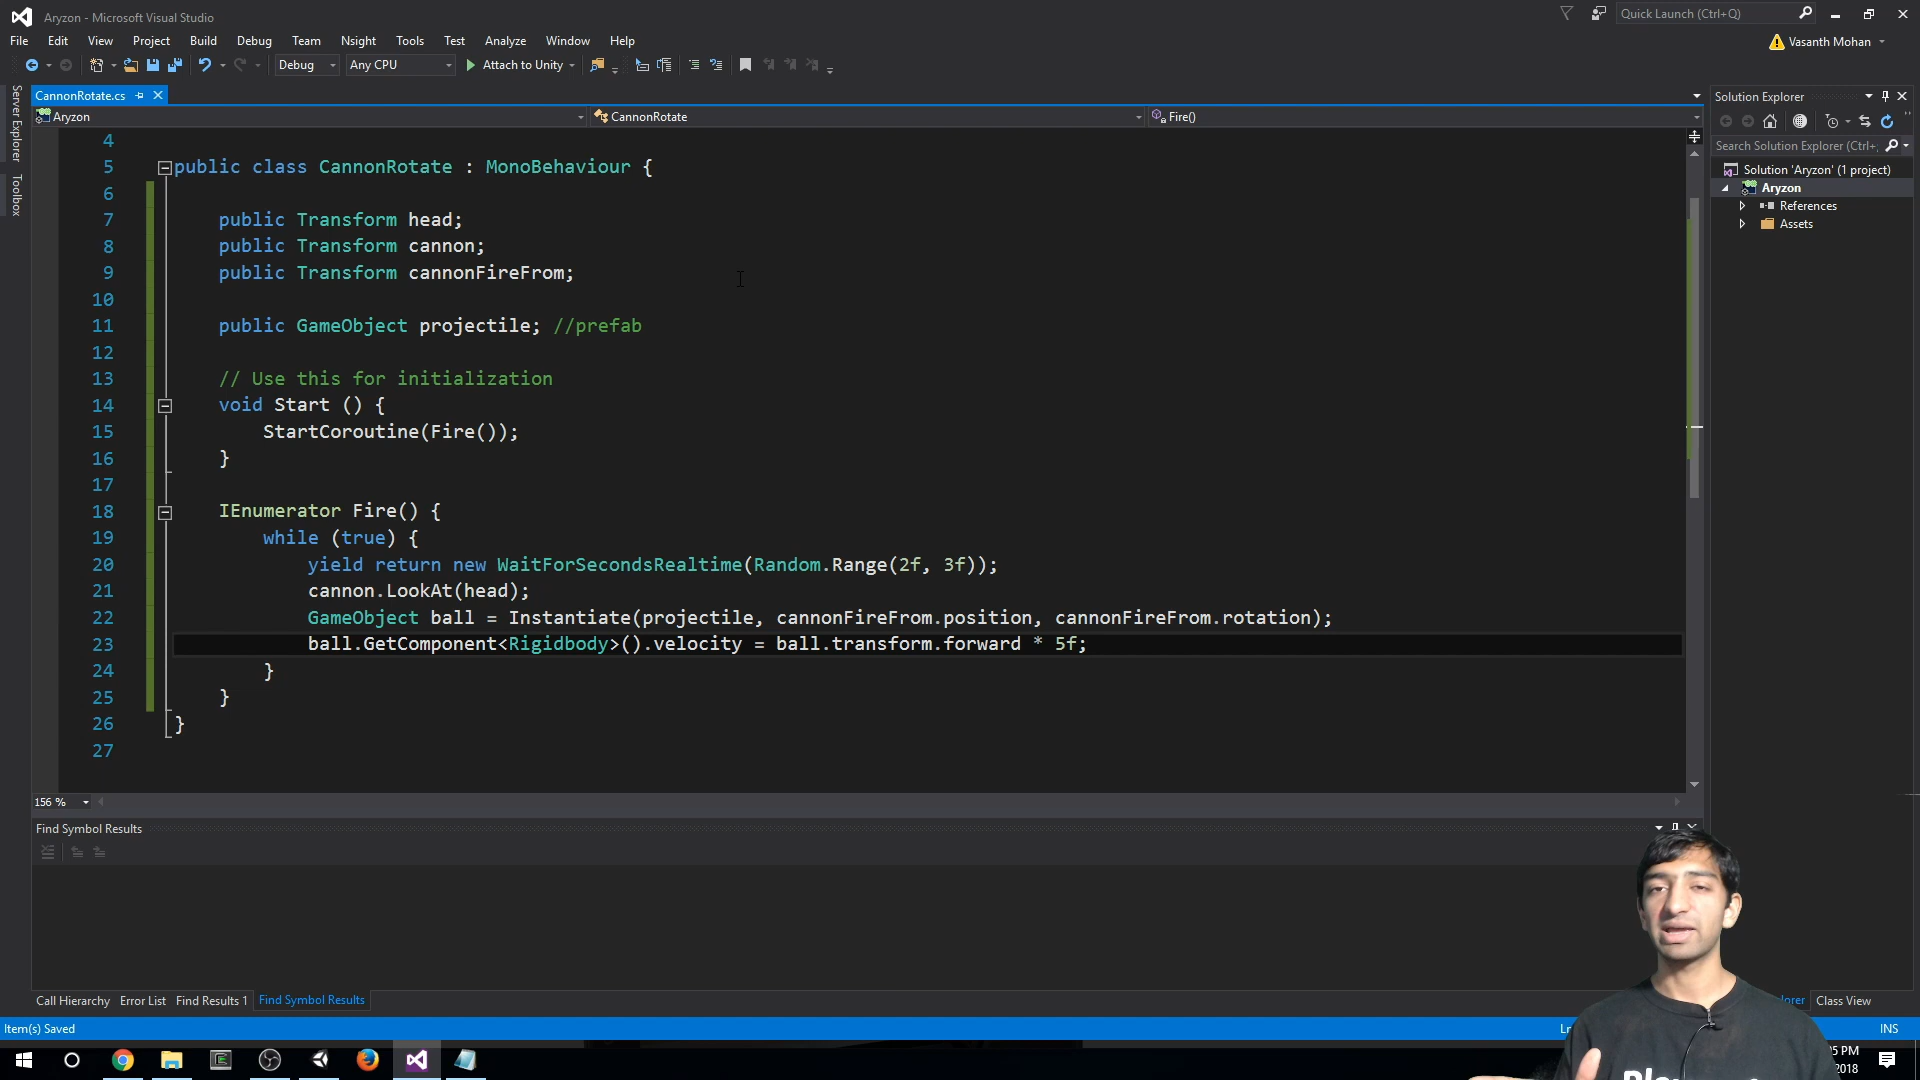 Aryzon - Microsoft Visual Studio
Quick Launch (Ctrl+Q)
File Edit View Project Build Debug Team Nsight Tools Test Analyze Window Help
Vasanth Mohan
Debug Any CPU Attach to Unity
Server Explorer
Toolbox
CannonRotate.cs
Aryzon CannonRotate Fire()
4
5 public class CannonRotate : MonoBehaviour {
6
7 public Transform head;
8 public Transform cannon;
9 public Transform cannonFireFrom;
10
11 public GameObject projectile; //prefab
12
13 // Use this for initialization
14 void Start () {
15 StartCoroutine(Fire());
16 }
17
18 IEnumerator Fire() {
19 while (true) {
20 yield return new WaitForSecondsRealtime(Random.Range(2f, 3f));
21 cannon.LookAt(head);
22 GameObject ball = Instantiate(projectile, cannonFireFrom.position, cannonFireFrom.rotation);
23 ball.GetComponent<Rigidbody>().velocity = ball.transform.forward * 5f;
24 }
25 }
26 }
27
156 %
Solution Explorer
Search Solution Explorer (Ctrl+;
Solution 'Aryzon' (1 project)
Aryzon
References
Assets
Find Symbol Results
Call Hierarchy Error List Find Results 1 Find Symbol Results
Class View
Item(s) Saved
Ln
INS
5 PM
2018